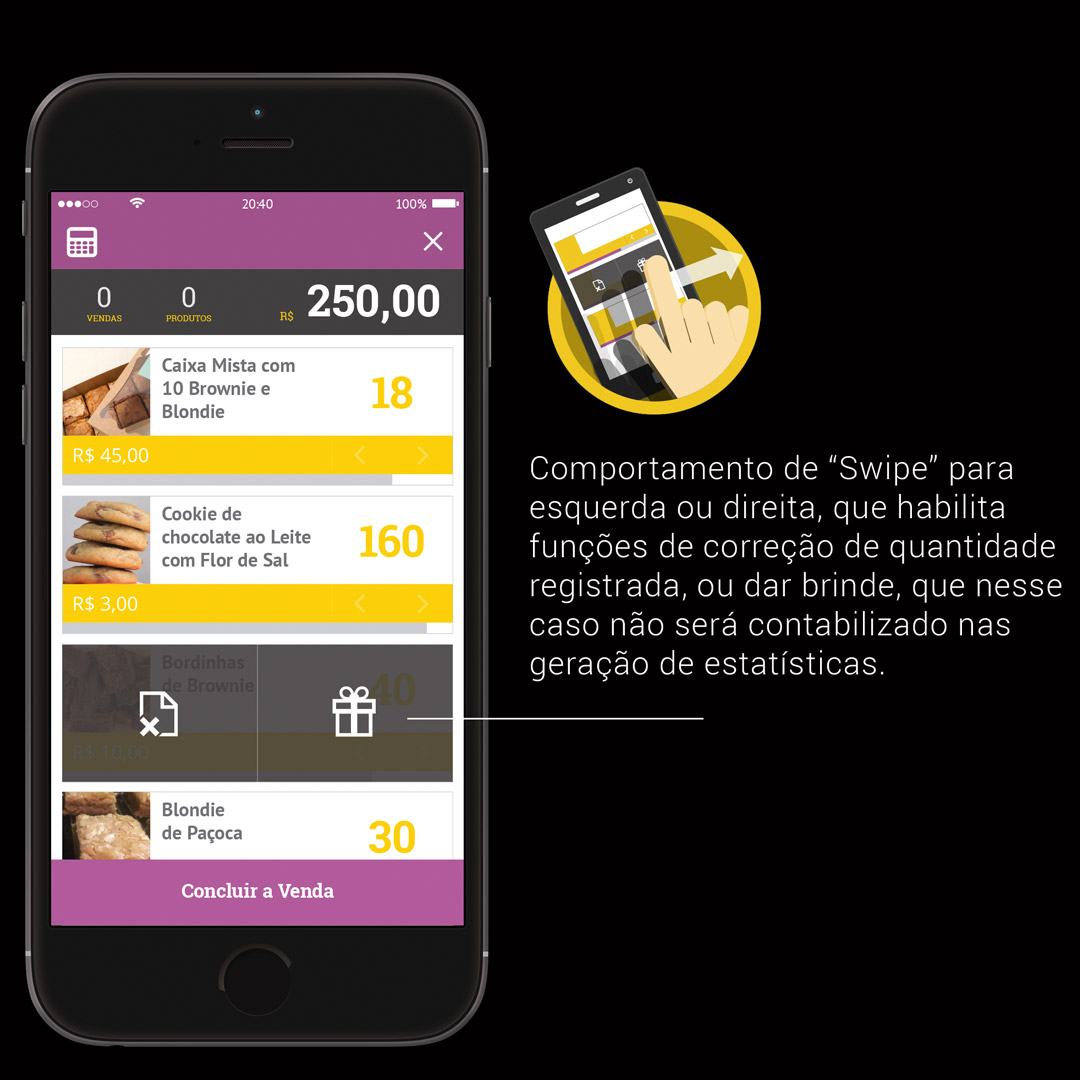 20:40
100%
0
VENDAS
0
PRODUTOS
R$ 250,00
Caixa Mista com
10 Brownie e
Blondie
18
R$ 45,00
Cookie de
chocolate ao Leite
com Flor de Sal
160
R$ 3,00
Bordinhas
de Brownie
40
R$ 10,00
Blondie
de Paçoca
30
Concluir a Venda
Comportamento de “Swipe” para
esquerda ou direita, que habilita
funções de correção de quantidade
registrada, ou dar brinde, que nesse
caso não será contabilizado nas
geração de estatísticas.